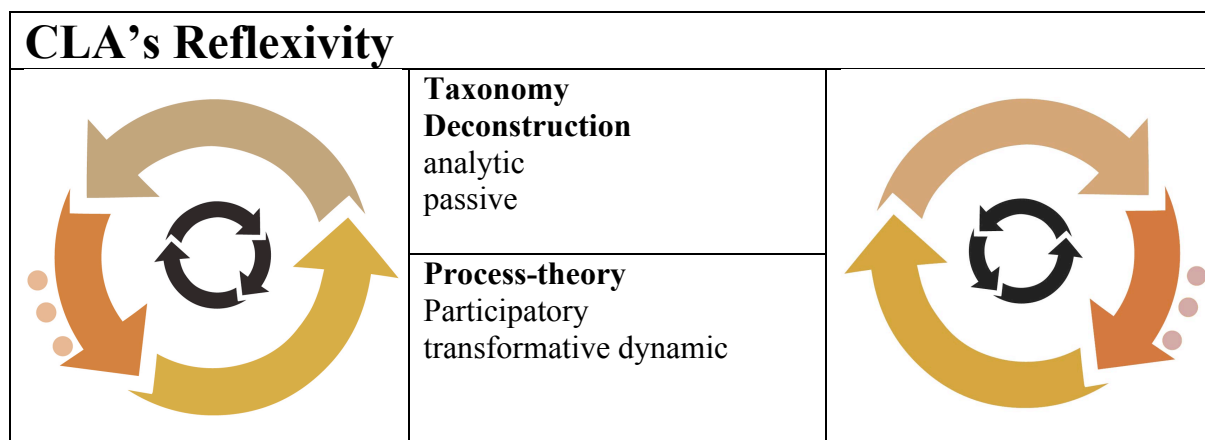 CLA’s Reflexivity
Taxonomy
Deconstruction
analytic
passive
Process-theory
Participatory
transformative dynamic